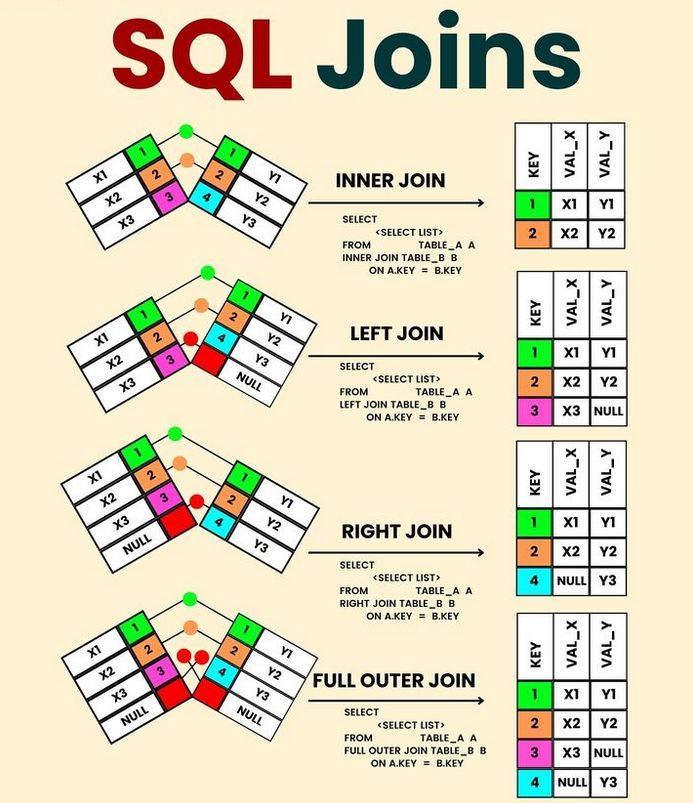 SQL Joins
X1 1
X2 2
X3 3
1 Y1
2 Y2
4 Y3
INNER JOIN
SELECT
<SELECT LIST>
FROM TABLE_A A
INNER JOIN TABLE_B B
ON A.KEY = B.KEY
KEY VAL_X VAL_Y
1 X1 Y1
2 X2 Y2
X1 1
X2 2
X3 3
1 Y1
2 Y2
4 Y3
NULL
LEFT JOIN
SELECT
<SELECT LIST>
FROM TABLE_A A
LEFT JOIN TABLE_B B
ON A.KEY = B.KEY
KEY VAL_X VAL_Y
1 X1 Y1
2 X2 Y2
3 X3 NULL
X1 1
X2 2
X3 3
NULL
1 Y1
2 Y2
4 Y3
RIGHT JOIN
SELECT
<SELECT LIST>
FROM TABLE_A A
RIGHT JOIN TABLE_B B
ON A.KEY = B.KEY
KEY VAL_X VAL_Y
1 X1 Y1
2 X2 Y2
4 NULL Y3
X1 1
X2 2
X3 3
NULL
1 Y1
2 Y2
4 Y3
NULL
FULL OUTER JOIN
SELECT
<SELECT LIST>
FROM TABLE_A A
FULL OUTER JOIN TABLE_B B
ON A.KEY = B.KEY
KEY VAL_X VAL_Y
1 X1 Y1
2 X2 Y2
3 X3 NULL
4 NULL Y3